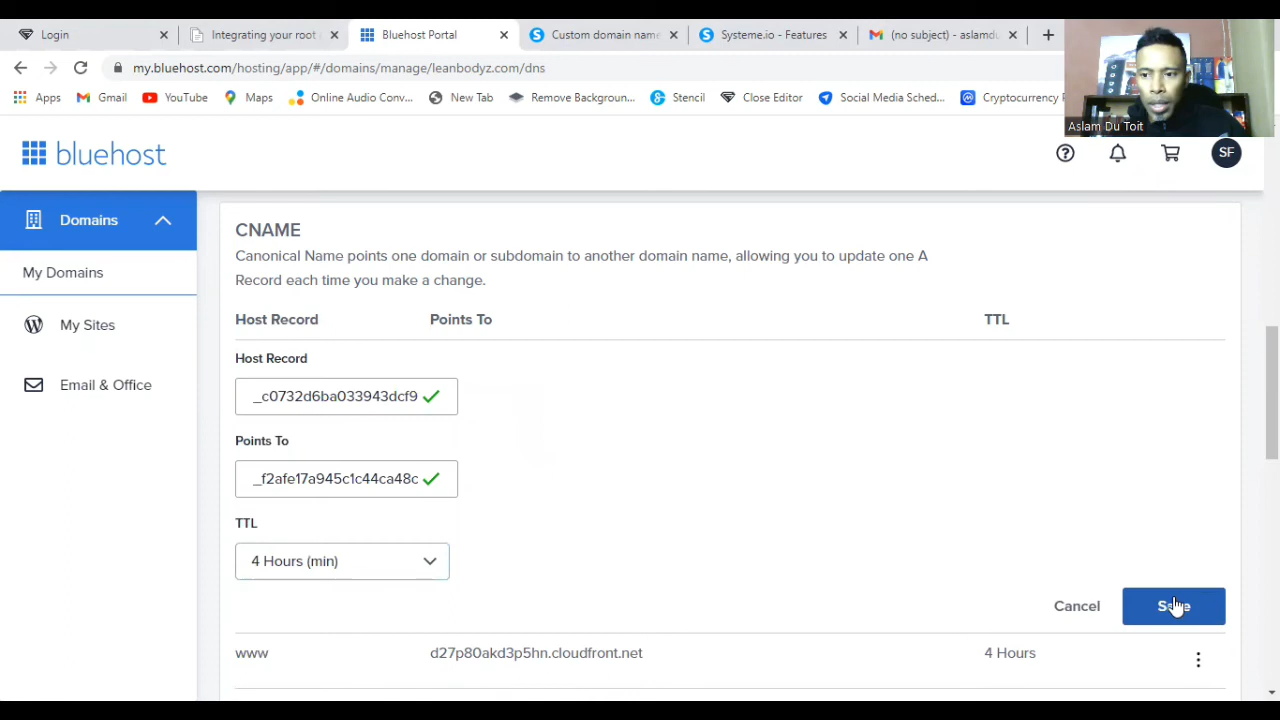 Login
Integrating your root
Bluehost Portal
Custom domain name
Systeme.io - Features
(no subject) - aslamdu
my.bluehost.com/hosting/app/#/domains/manage/leanbodyz.com/dns
Apps
Gmail
YouTube
Maps
Online Audio Conv...
New Tab
Remove Backgroun...
Stencil
Close Editor
Social Media Sched...
Cryptocurrency
Aslam Du Toit
bluehost
SF
Domains
My Domains
My Sites
Email & Office
CNAME
Canonical Name points one domain or subdomain to another domain name, allowing you to update one A
Record each time you make a change.
Host Record Points To TTL
Host Record
_c0732d6ba033943dcf9
Points To
_f2afe17a945c1c44ca48c
TTL
4 Hours (min)
Cancel
Save
www d27p80akd3p5hn.cloudfront.net 4 Hours